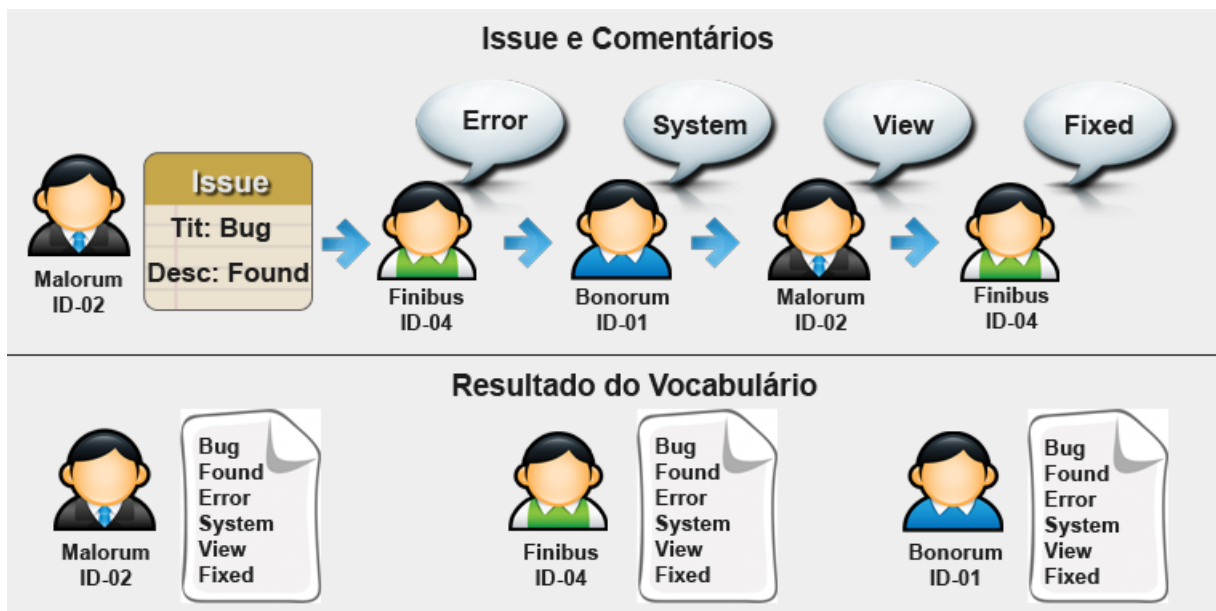 Issue e Comentários
Error
System
View
Fixed
Issue
Tit: Bug
Desc: Found
Malorum
ID-02
Finibus
ID-04
Bonorum
ID-01
Malorum
ID-02
Finibus
ID-04
Resultado do Vocabulário
Bug
Found
Error
System
View
Fixed
Malorum
ID-02
Bug
Found
Error
System
View
Fixed
Finibus
ID-04
Bug
Found
Error
System
View
Fixed
Bonorum
ID-01